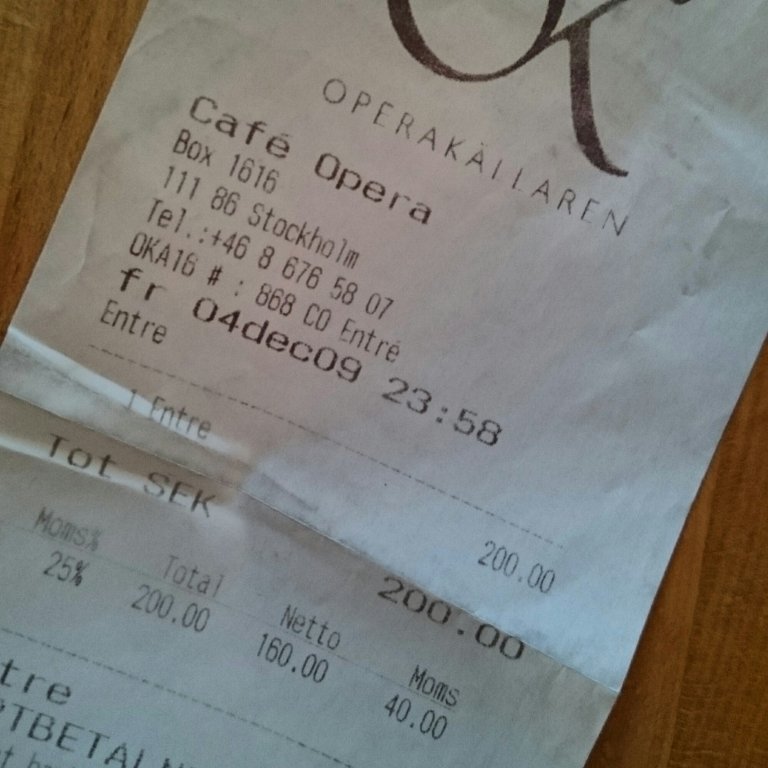 OPERAKÄLLAREN
Café Opera
Box 1616
111 86 Stockholm
Tel.:+46 8 676 58 07
OKA16 # : 868 CO Entré
fr 04dec09 23:58
Entre
1 Entre 200.00
Tot SEK 200.00
Moms% Total Netto Moms
25% 200.00 160.00 40.00